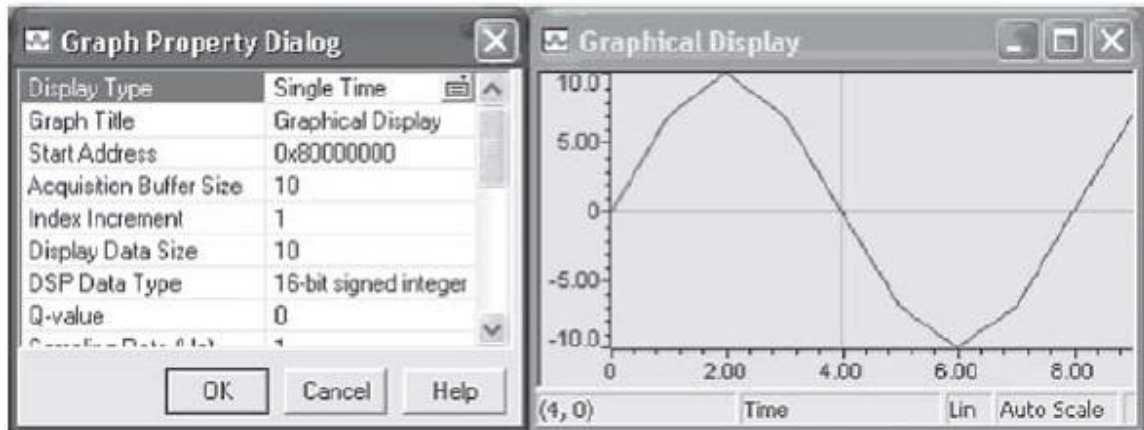 Graph Property Dialog
Display Type Single Time
Graph Title Graphical Display
Start Address 0x80000000
Acquisition Buffer Size 10
Index Increment 1
Display Data Size 10
DSP Data Type 16-bit signed integer
Q-value 0
1
OK Cancel Help
Graphical Display
10.0
5.00
0
-5.00
-10.0
0 2.00 4.00 6.00 8.00
(4, 0) Time Lin Auto Scale